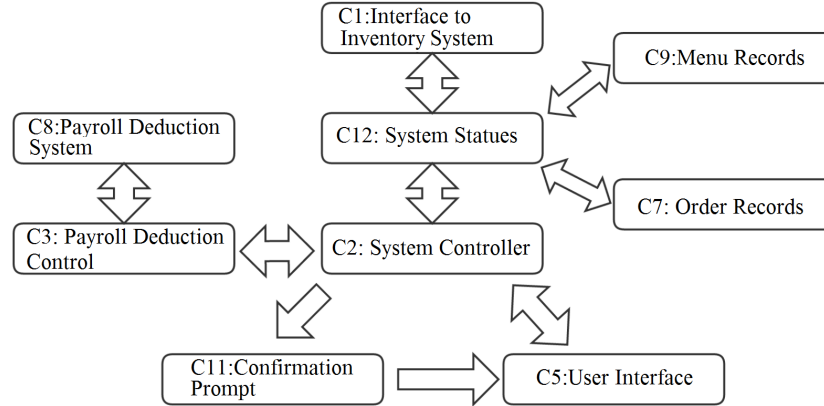 C1:Interface to
Inventory System
C9:Menu Records
C8:Payroll Deduction
System
C12: System Statues
C7: Order Records
C3: Payroll Deduction
Control
C2: System Controller
C11:Confirmation
Prompt
C5:User Interface